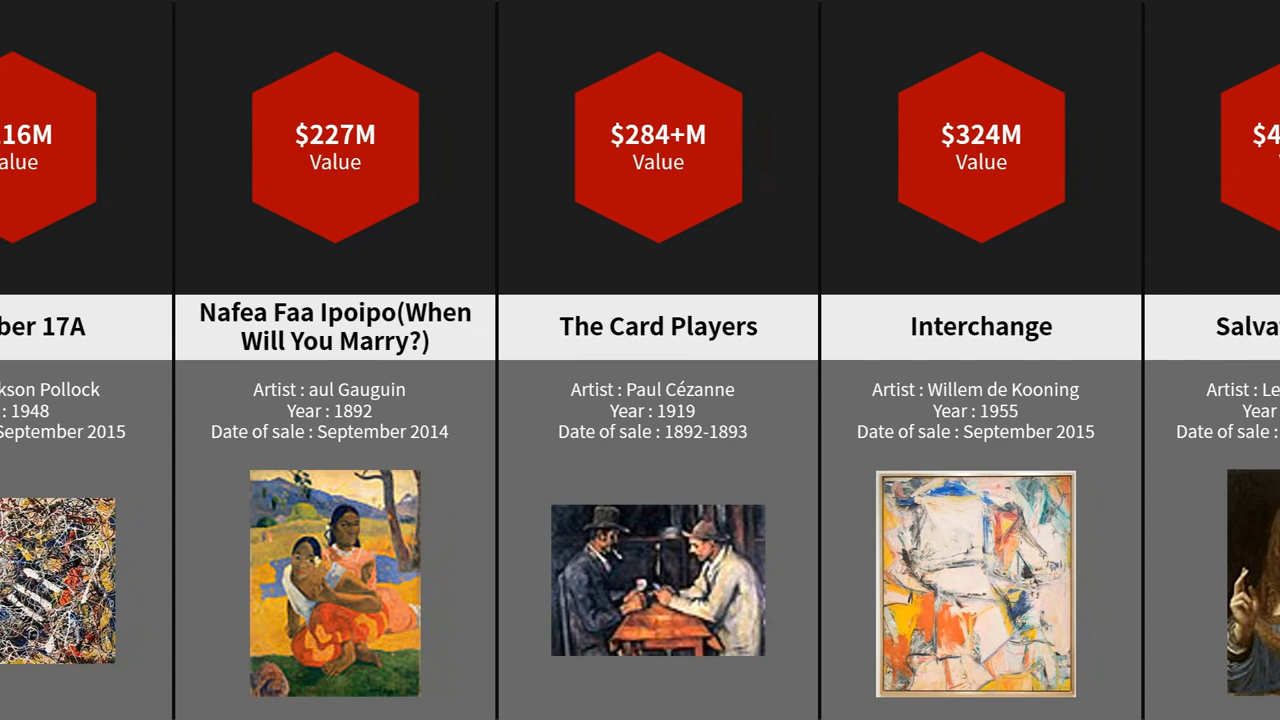 16M
alue
ber 17A
kson Pollock
: 1948
September 2015
$227M
Value
Nafea Faa Ipoipo(When
Will You Marry?)
Artist : aul Gauguin
Year : 1892
Date of sale : September 2014
$284+M
Value
The Card Players
Artist : Paul Cézanne
Year : 1919
Date of sale : 1892-1893
$324M
Value
Interchange
Artist : Willem de Kooning
Year : 1955
Date of sale : September 2015
$4
Salva
Artist : Le
Year
Date of sale :